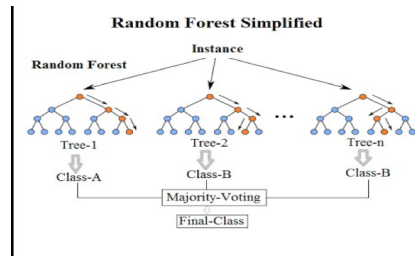 Random Forest Simplified
Instance
Random Forest
...
Tree-1 Tree-2 Tree-n
Class-A Class-B Class-B
Majority-Voting
Final-Class